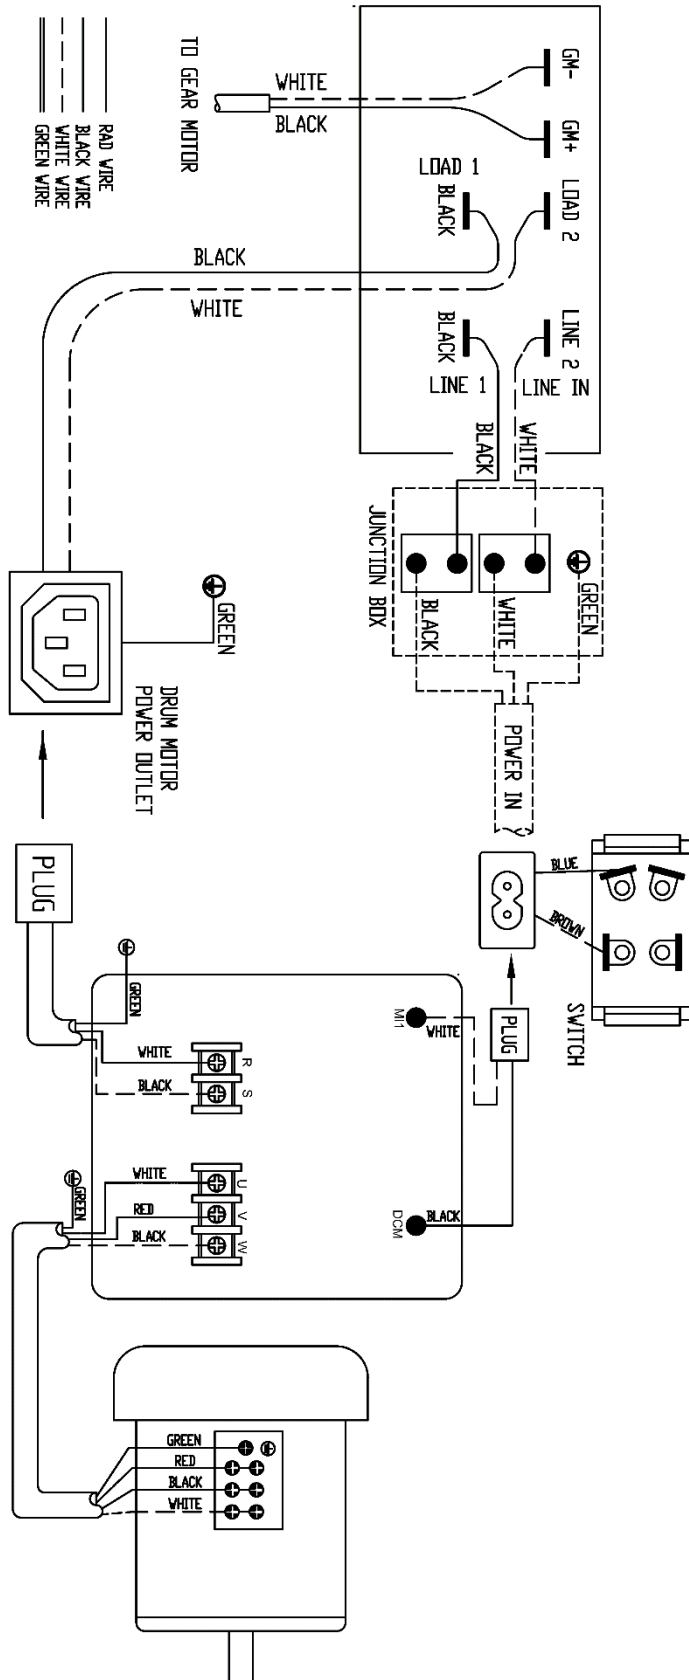 GM-
GM+
WHITE
BLACK
TO GEAR MOTOR
RAD WIRE
BLACK WIRE
WHITE WIRE
GREEN WIRE
LOAD 1
BLACK
LOAD 2
BLACK
WHITE
BLACK
LINE 1
LINE 2
LINE IN
BLACK
WHITE
JUNCTION BOX
GREEN
BLACK
WHITE
GREEN
POWER IN
DRUM MOTOR
POWER OUTLET
BLUE
BROWN
SWITCH
PLUG
GREEN
MI1
WHITE
PLUG
WHITE
R
BLACK
S
GREEN
WHITE
U
RED
V
BLACK
W
DCM
BLACK
GREEN
RED
BLACK
WHITE